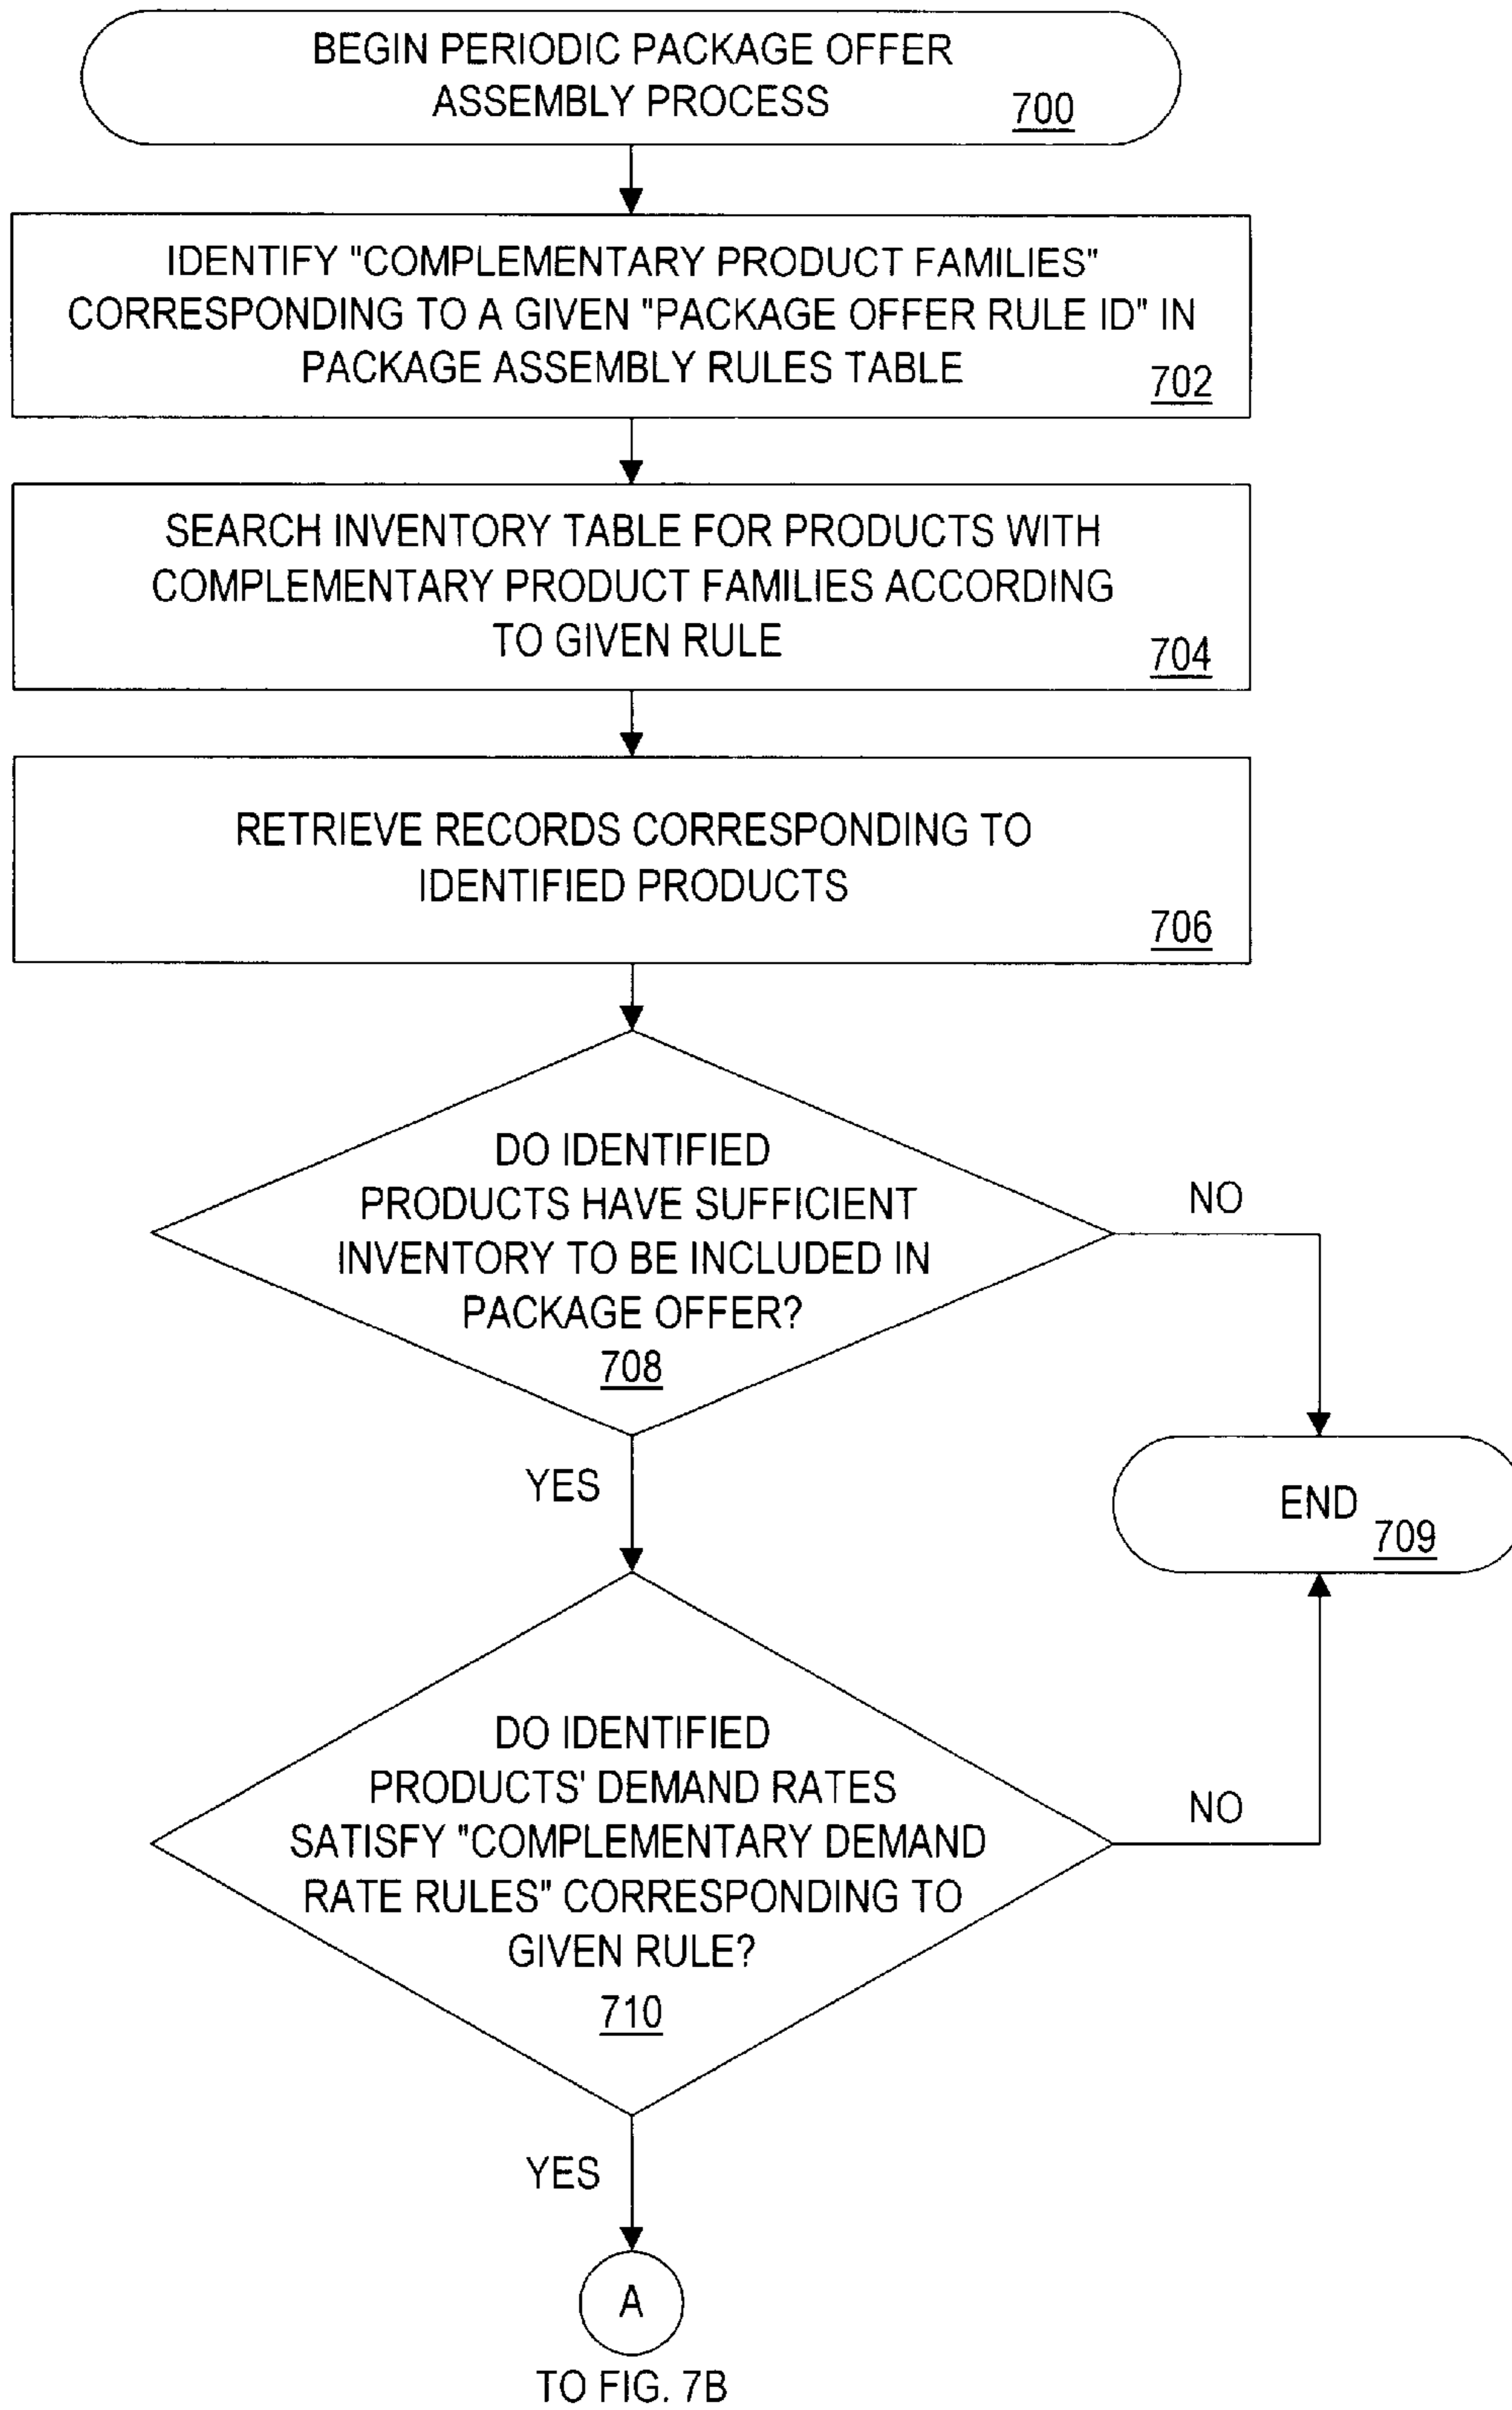 BEGIN PERIODIC PACKAGE OFFER
ASSEMBLY PROCESS
700
IDENTIFY "COMPLEMENTARY PRODUCT FAMILIES"
CORRESPONDING TO A GIVEN "PACKAGE OFFER RULE ID" IN
PACKAGE ASSEMBLY RULES TABLE
702
SEARCH INVENTORY TABLE FOR PRODUCTS WITH
COMPLEMENTARY PRODUCT FAMILIES ACCORDING
TO GIVEN RULE
704
RETRIEVE RECORDS CORRESPONDING TO
IDENTIFIED PRODUCTS
706
DO IDENTIFIED
PRODUCTS HAVE SUFFICIENT
INVENTORY TO BE INCLUDED IN
PACKAGE OFFER?
708
NO
YES
END
709
DO IDENTIFIED
PRODUCTS' DEMAND RATES
SATISFY "COMPLEMENTARY DEMAND
RATE RULES" CORRESPONDING TO
GIVEN RULE?
710
NO
YES
A
TO FIG. 7B